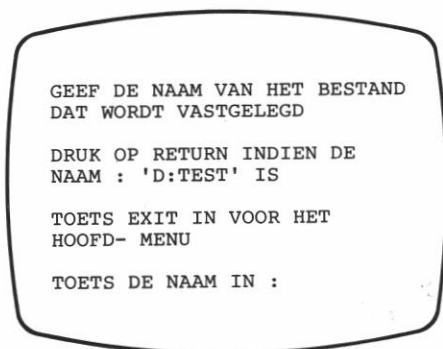 GEEF DE NAAM VAN HET BESTAND
DAT WORDT VASTGELEGD
DRUK OP RETURN INDIEN DE
NAAM : 'D:TEST' IS
TOETS EXIT IN VOOR HET
HOOFD- MENU
TOETS DE NAAM IN :